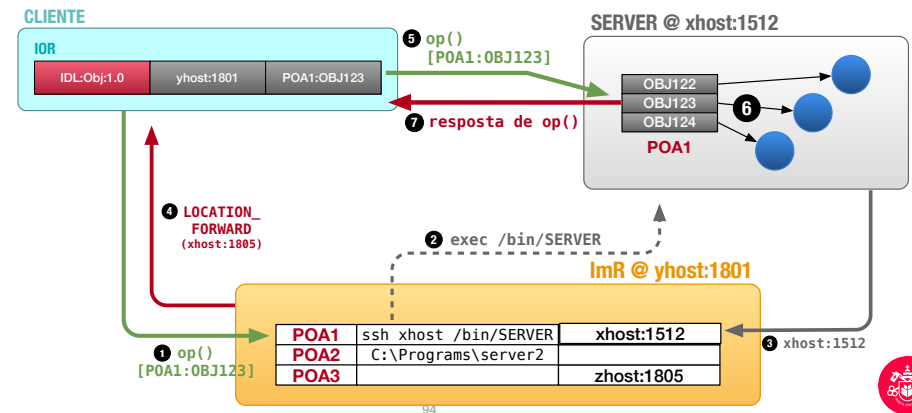 CLIENTE
SERVER @ xhost:1512
IOR
IDL:Obj:1.0 yhost:1801 POA1:OBJ123
5 op()
[POA1:OBJ123]
OBJ122
OBJ123
OBJ124
6
POA1
7 resposta de op()
4 LOCATION_
FORWARD
(xhost:1805)
2 exec /bin/SERVER
ImR @ yhost:1801
POA1 ssh xhost /bin/SERVER xhost:1512
POA2 C:\Programs\server2
POA3 zhost:1805
1 op()
[POA1:OBJ123]
3 xhost:1512
94